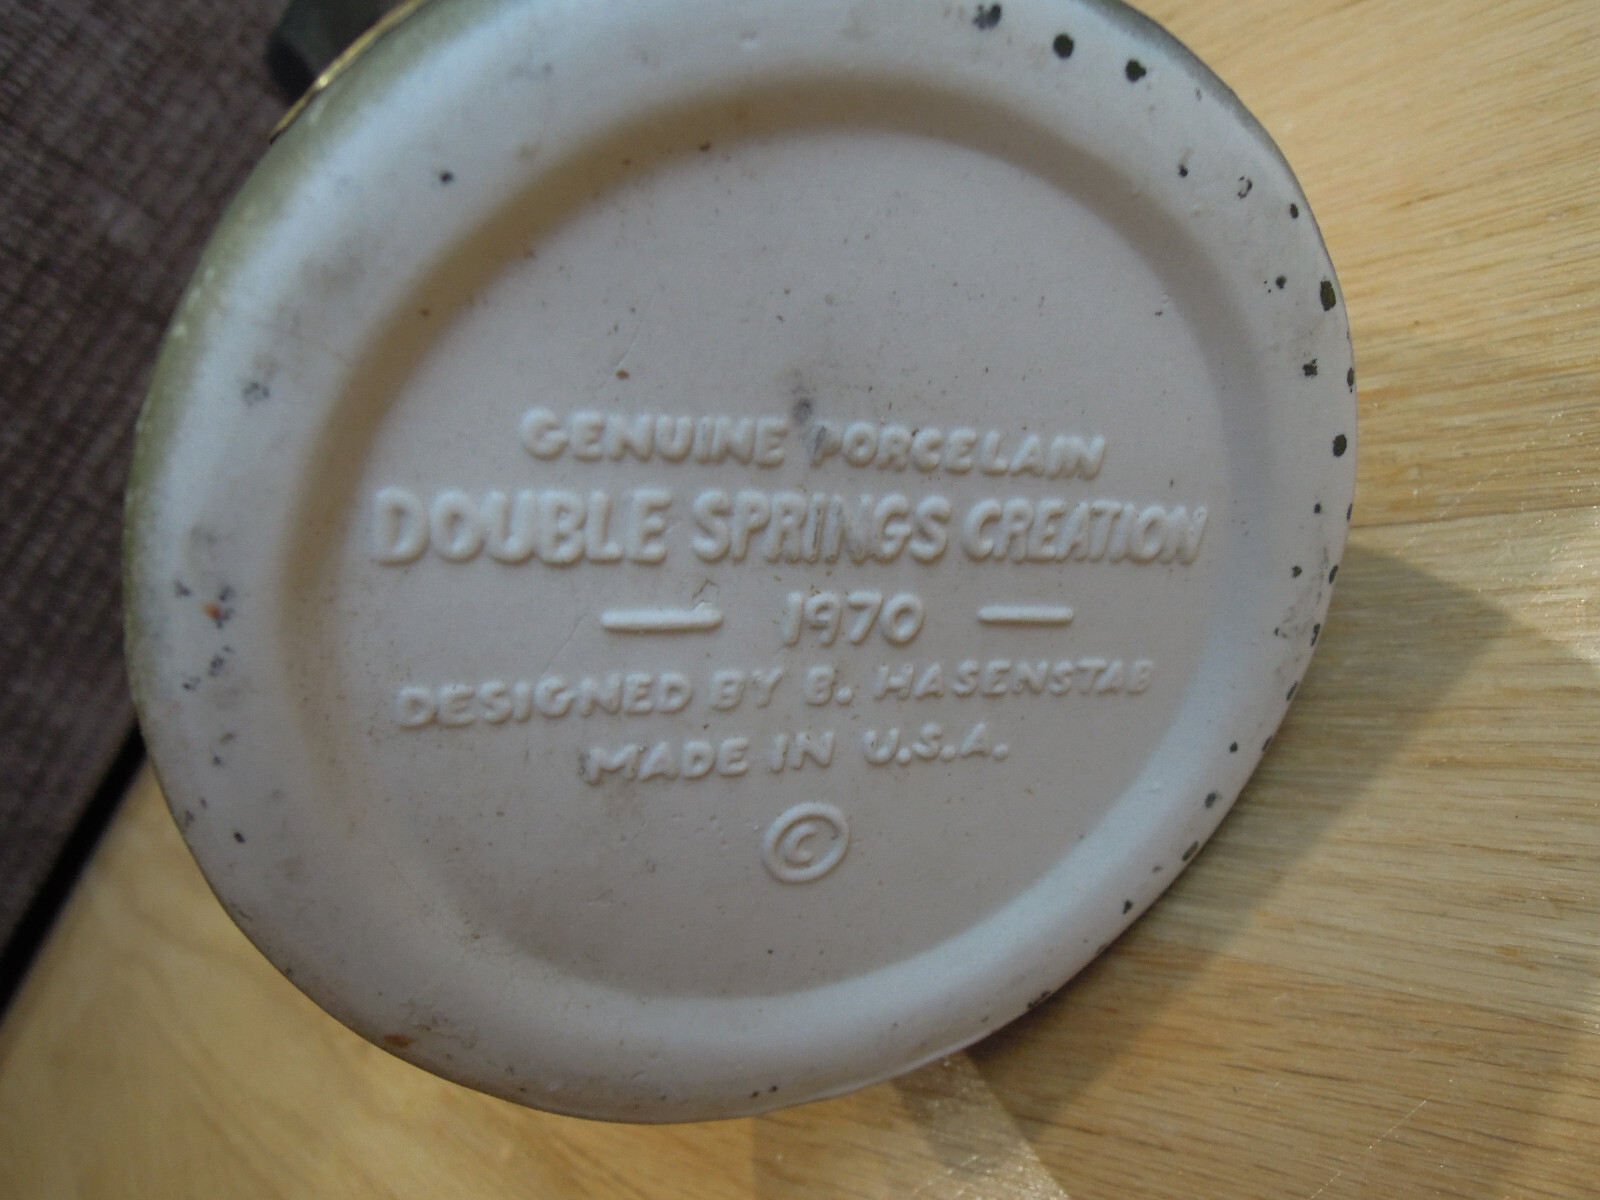 GENUINE PORCELAIN
DOUBLE SPRINGS CREATION
— 1970 —
DESIGNED BY B. HASENSTAB
MADE IN U.S.A.
©